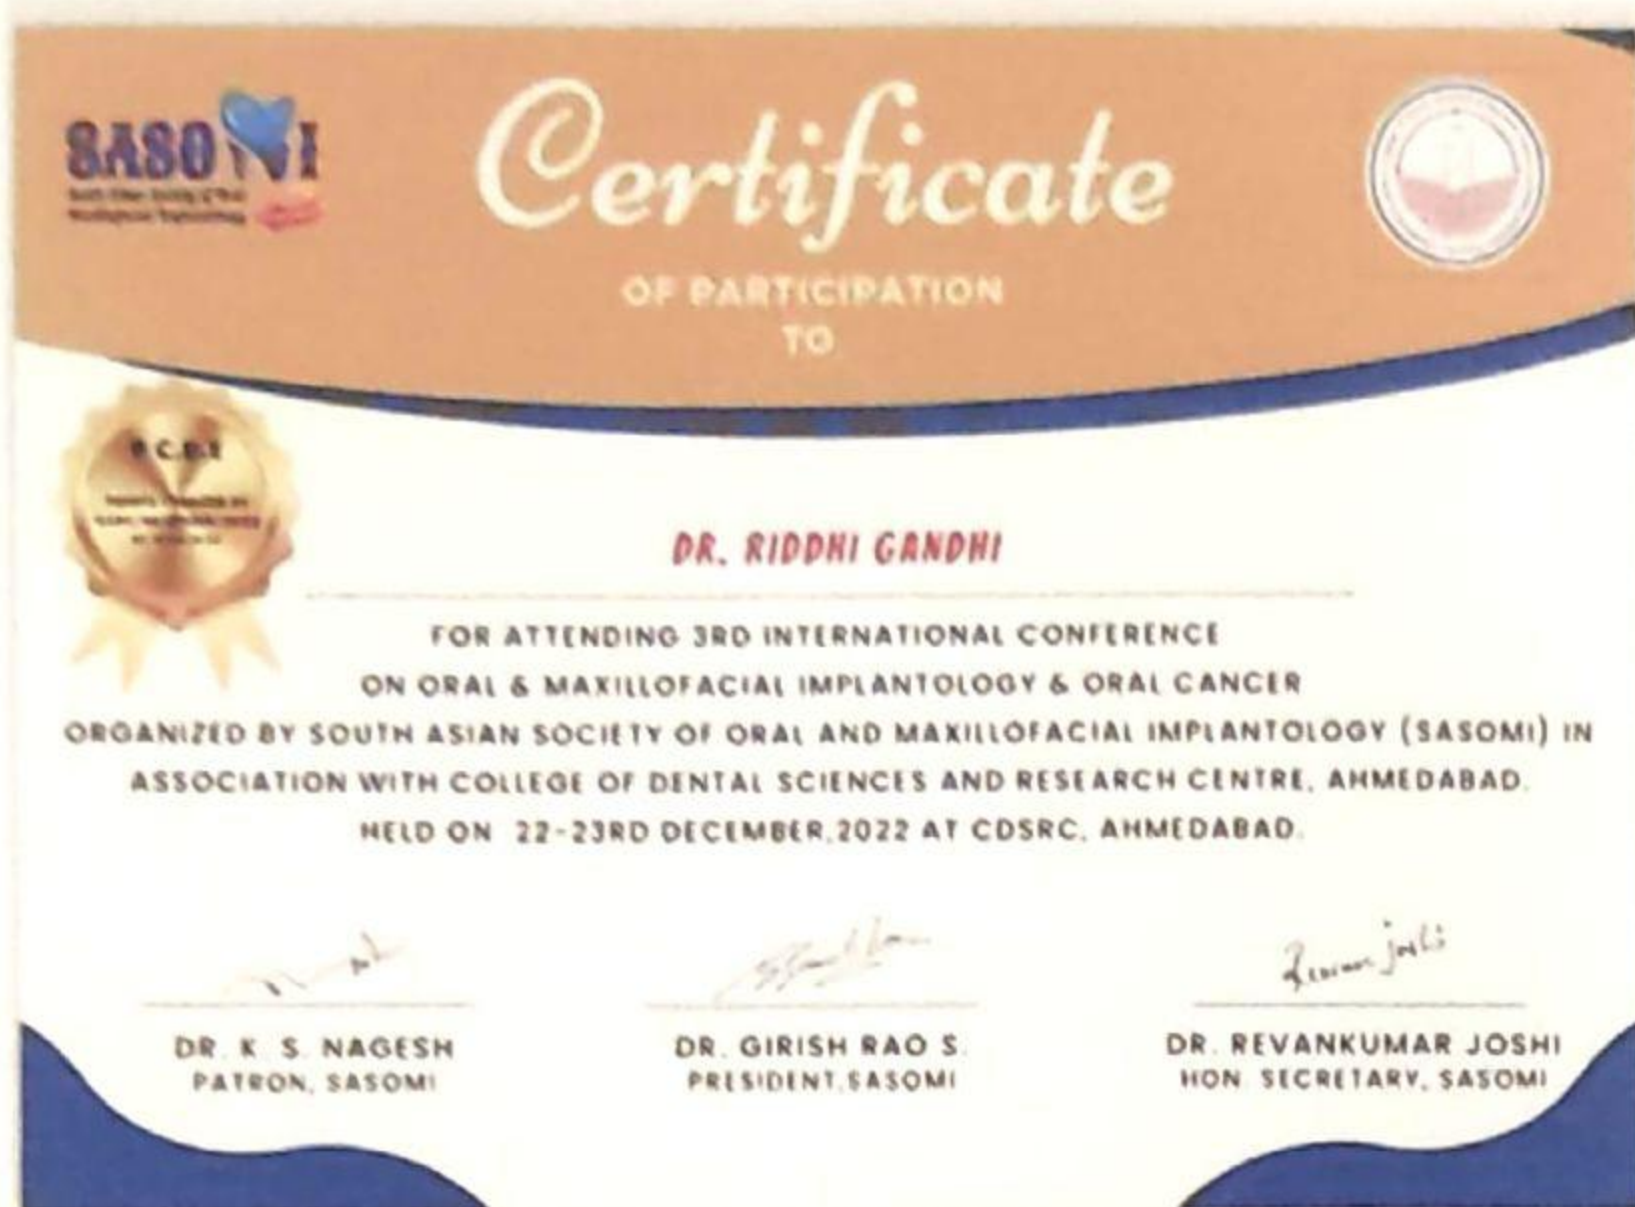 SASOMI
Certificate
OF PARTICIPATION
TO
DR. RIDDHI GANDHI
FOR ATTENDING 3RD INTERNATIONAL CONFERENCE
ON ORAL & MAXILLOFACIAL IMPLANTOLOGY & ORAL CANCER
ORGANIZED BY SOUTH ASIAN SOCIETY OF ORAL AND MAXILLOFACIAL IMPLANTOLOGY (SASOMI) IN
ASSOCIATION WITH COLLEGE OF DENTAL SCIENCES AND RESEARCH CENTRE, AHMEDABAD.
HELD ON 22-23RD DECEMBER,2022 AT CDSRC, AHMEDABAD.
DR. K. S. NAGESH
PATRON, SASOMI
DR. GIRISH RAO S.
PRESIDENT,SASOMI
DR. REVANKUMAR JOSHI
HON. SECRETARY, SASOMI